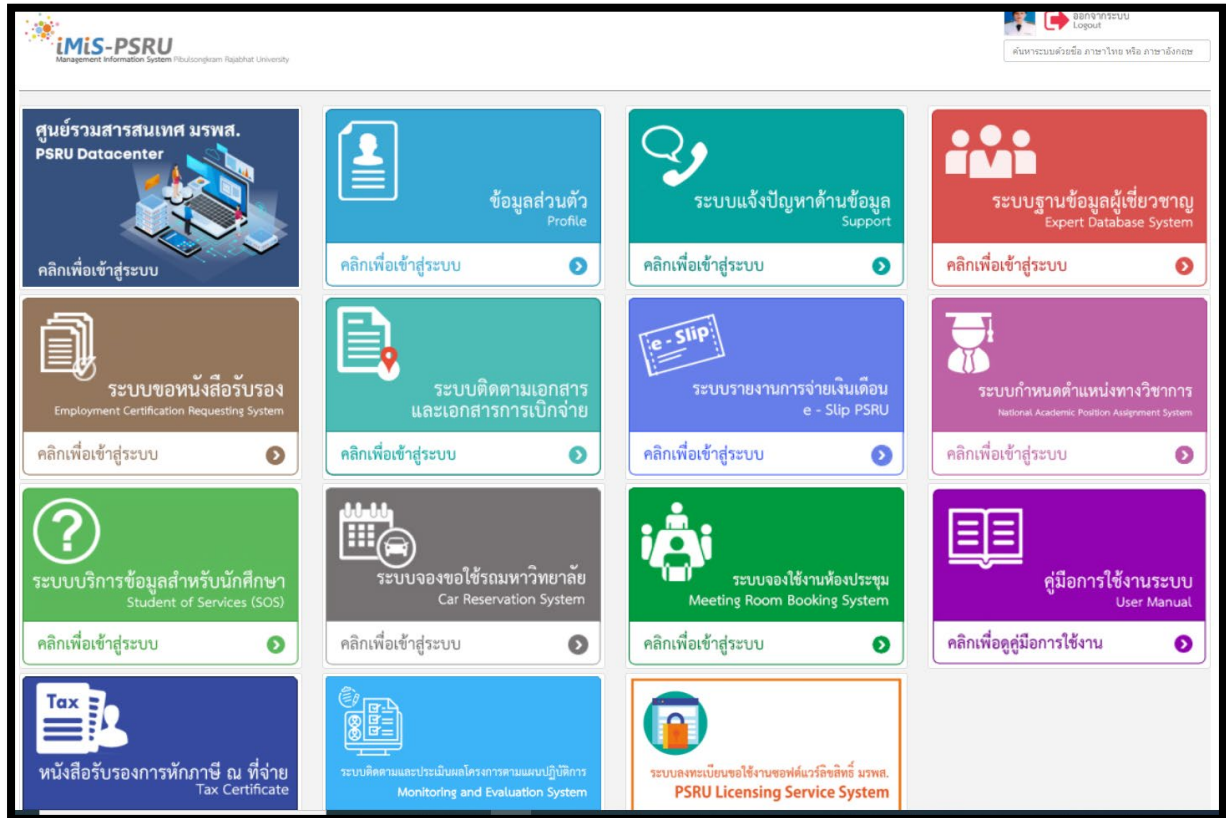 ออกจากระบบ
Logout
iMiS-PSRU
Management Information System Pibulsongkram Rajabhat University
ค้นหาระบบด้วยชื่อ ภาษาไทย หรือ ภาษาอังกฤษ
ศูนย์รวมสารสนเทศ มรพส.
PSRU Datacenter
คลิกเพื่อเข้าสู่ระบบ
ข้อมูลส่วนตัว
Profile
คลิกเพื่อเข้าสู่ระบบ
ระบบแจ้งปัญหาด้านข้อมูล
Support
คลิกเพื่อเข้าสู่ระบบ
ระบบฐานข้อมูลผู้เชี่ยวชาญ
Expert Database System
คลิกเพื่อเข้าสู่ระบบ
ระบบขอหนังสือรับรอง
Employment Certification Requesting System
คลิกเพื่อเข้าสู่ระบบ
ระบบติดตามเอกสาร
และเอกสารการเบิกจ่าย
คลิกเพื่อเข้าสู่ระบบ
e - Slip
ระบบรายงานการจ่ายเงินเดือน
e - Slip PSRU
คลิกเพื่อเข้าสู่ระบบ
ระบบกำหนดตำแหน่งทางวิชาการ
National Academic Position Assignment System
คลิกเพื่อเข้าสู่ระบบ
ระบบบริการข้อมูลสำหรับนักศึกษา
Student of Services (SOS)
คลิกเพื่อเข้าสู่ระบบ
ระบบจองขอใช้รถมหาวิทยาลัย
Car Reservation System
คลิกเพื่อเข้าสู่ระบบ
ระบบจองใช้งานห้องประชุม
Meeting Room Booking System
คลิกเพื่อเข้าสู่ระบบ
คู่มือการใช้งานระบบ
User Manual
คลิกเพื่อดูคู่มือการใช้งาน
Tax
หนังสือรับรองการหักภาษี ณ ที่จ่าย
Tax Certificate
ระบบติดตามและประเมินผลโครงการตามแผนปฏิบัติการ
Monitoring and Evaluation System
ระบบลงทะเบียนขอใช้งานซอฟต์แวร์ลิขสิทธิ์ มรพส.
PSRU Licensing Service System